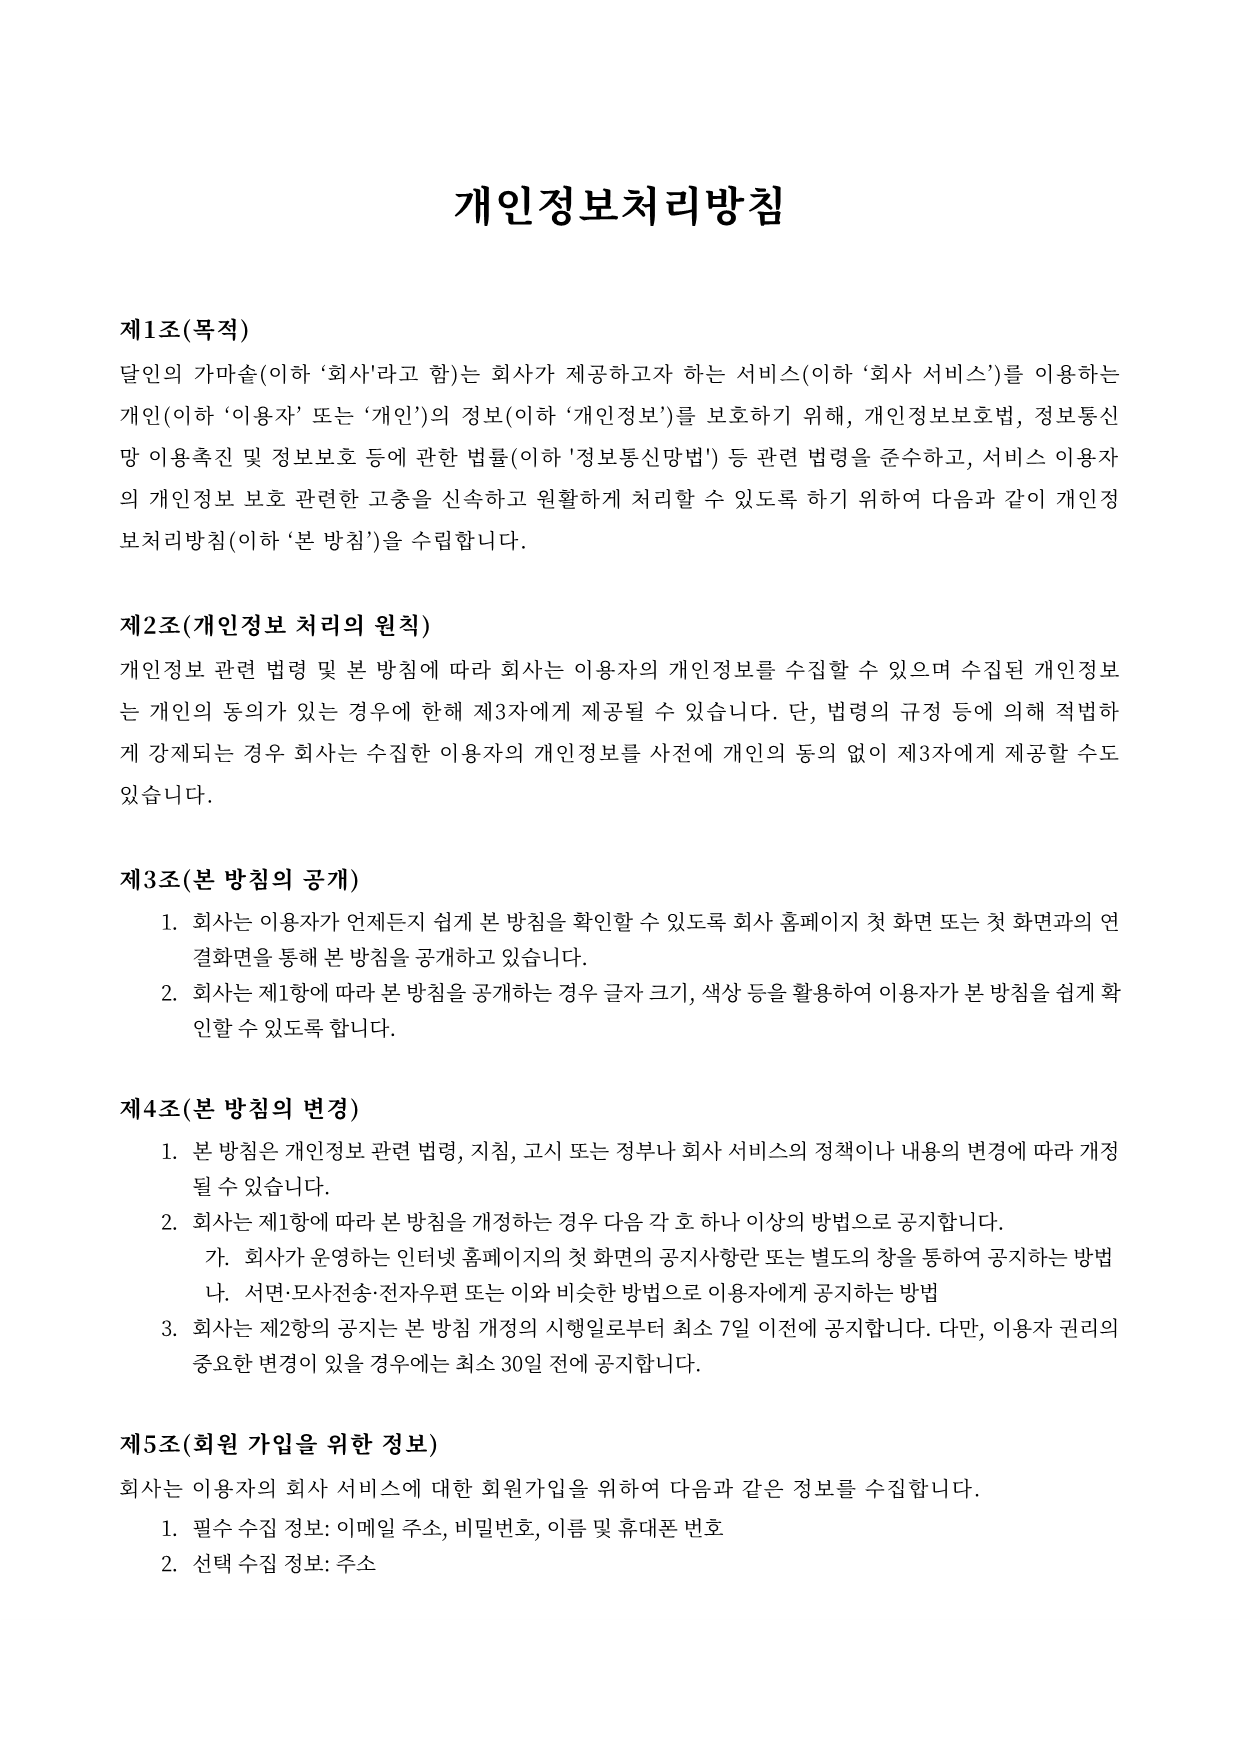 개인정보처리방침
제1조(목적)
달인의 가마솥(이하 ‘회사'라고 함)는 회사가 제공하고자 하는 서비스(이하 ‘회사 서비스’)를 이용하는
개인(이하 ‘이용자’ 또는 ‘개인’)의 정보(이하 ‘개인정보’)를 보호하기 위해, 개인정보보호법, 정보통신
망 이용촉진 및 정보보호 등에 관한 법률(이하 '정보통신망법') 등 관련 법령을 준수하고, 서비스 이용자
의 개인정보 보호 관련한 고충을 신속하고 원활하게 처리할 수 있도록 하기 위하여 다음과 같이 개인정
보처리방침(이하 ‘본 방침’)을 수립합니다.
제2조(개인정보 처리의 원칙)
개인정보 관련 법령 및 본 방침에 따라 회사는 이용자의 개인정보를 수집할 수 있으며 수집된 개인정보
는 개인의 동의가 있는 경우에 한해 제3자에게 제공될 수 있습니다. 단, 법령의 규정 등에 의해 적법하
게 강제되는 경우 회사는 수집한 이용자의 개인정보를 사전에 개인의 동의 없이 제3자에게 제공할 수도
있습니다.
제3조(본 방침의 공개)
1. 회사는 이용자가 언제든지 쉽게 본 방침을 확인할 수 있도록 회사 홈페이지 첫 화면 또는 첫 화면과의 연
결화면을 통해 본 방침을 공개하고 있습니다.
2. 회사는 제1항에 따라 본 방침을 공개하는 경우 글자 크기, 색상 등을 활용하여 이용자가 본 방침을 쉽게 확
인할 수 있도록 합니다.
제4조(본 방침의 변경)
1. 본 방침은 개인정보 관련 법령, 지침, 고시 또는 정부나 회사 서비스의 정책이나 내용의 변경에 따라 개정
될 수 있습니다.
2. 회사는 제1항에 따라 본 방침을 개정하는 경우 다음 각 호 하나 이상의 방법으로 공지합니다.
가. 회사가 운영하는 인터넷 홈페이지의 첫 화면의 공지사항란 또는 별도의 창을 통하여 공지하는 방법
나. 서면·모사전송·전자우편 또는 이와 비슷한 방법으로 이용자에게 공지하는 방법
3. 회사는 제2항의 공지는 본 방침 개정의 시행일로부터 최소 7일 이전에 공지합니다. 다만, 이용자 권리의
중요한 변경이 있을 경우에는 최소 30일 전에 공지합니다.
제5조(회원 가입을 위한 정보)
회사는 이용자의 회사 서비스에 대한 회원가입을 위하여 다음과 같은 정보를 수집합니다.
1. 필수 수집 정보: 이메일 주소, 비밀번호, 이름 및 휴대폰 번호
2. 선택 수집 정보: 주소